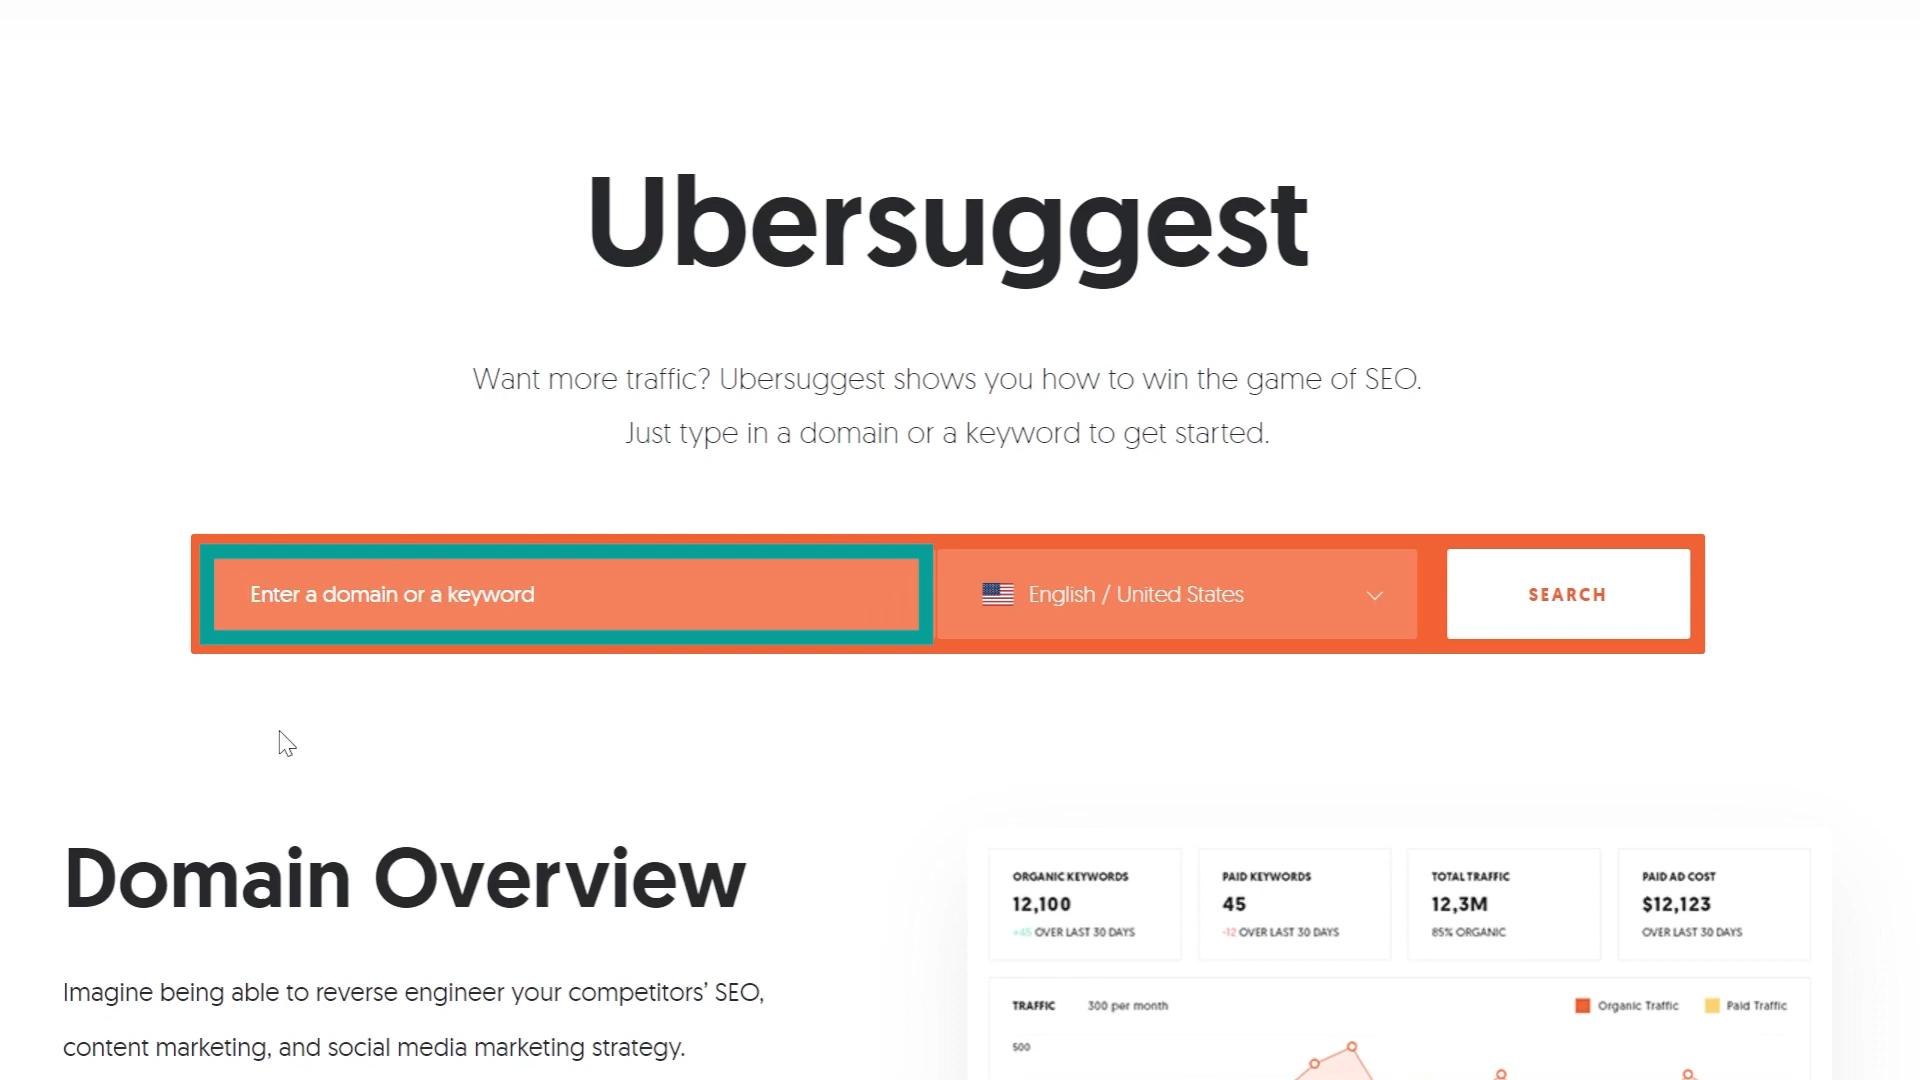 Ubersuggest
Want more traffic? Ubersuggest shows you how to win the game of SEO.
Just type in a domain or a keyword to get started.
Enter a domain or a keyword
English / United States
SEARCH
Domain Overview
Imagine being able to reverse engineer your competitors’ SEO,
content marketing, and social media marketing strategy.
ORGANIC KEYWORDS
12,100
+45 OVER LAST 30 DAYS
PAID KEYWORDS
45
-12 OVER LAST 30 DAYS
TOTAL TRAFFIC
12,3M
85% ORGANIC
PAID AD COST
$12,123
OVER LAST 30 DAYS
TRAFFIC 300 per month
Organic Traffic Paid Traffic
500